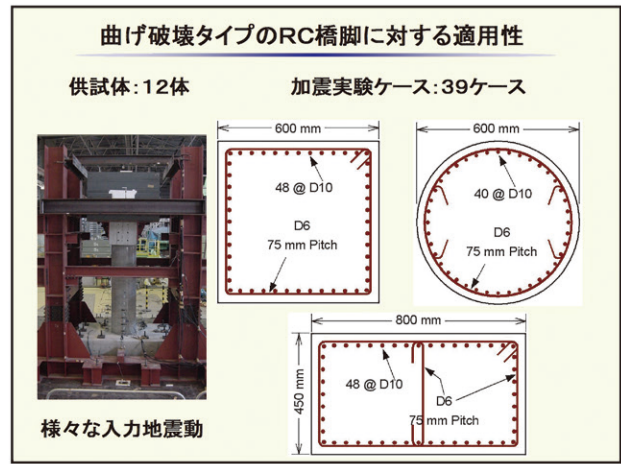 曲げ破壊タイプのRC橋脚に対する適用性
供試体:12体
加震実験ケース:39ケース
600 mm
48 @ D10
D6
75 mm Pitch
600 mm
40 @ D10
D6
75 mm Pitch
800 mm
450 mm
48 @ D10
D6
75 mm Pitch
様々な入力地震動